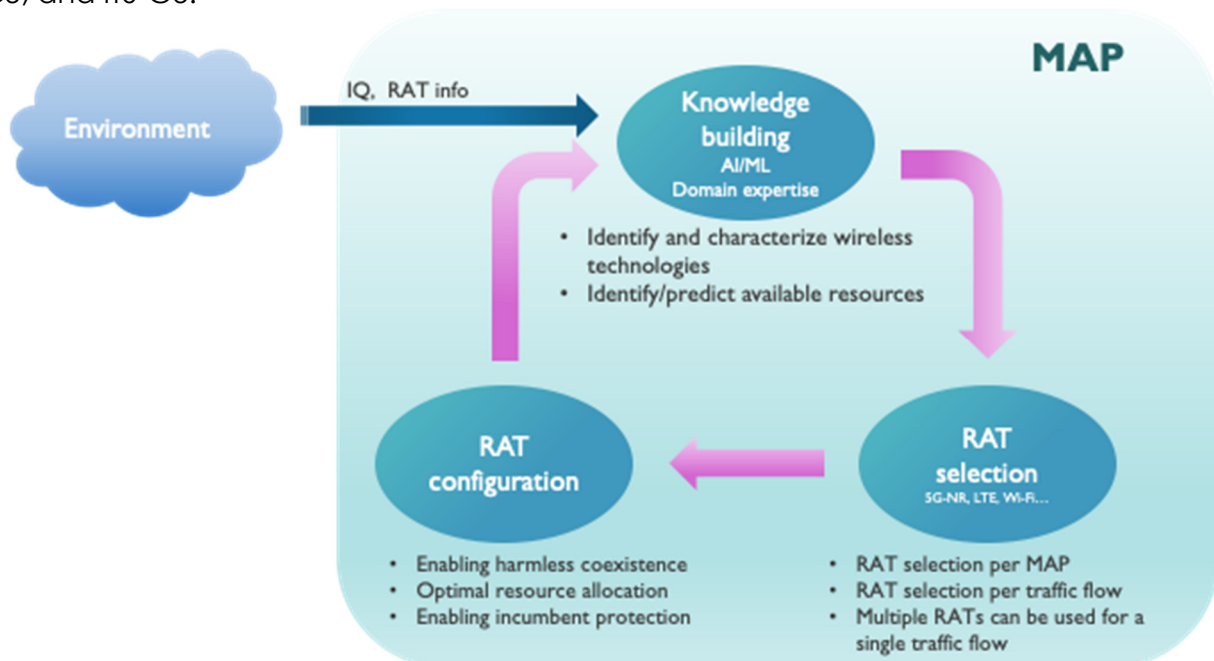 MAP
IQ, RAT info
Environment
Knowledge
building
AI/ML
Domain expertise
• Identify and characterize wireless
technologies
• Identify/predict available resources
RAT
configuration
• Enabling harmless coexistence
• Optimal resource allocation
• Enabling incumbent protection
RAT
selection
5G-NR, LTE, Wi-Fi...
• RAT selection per MAP
• RAT selection per traffic flow
• Multiple RATs can be used for a
single traffic flow